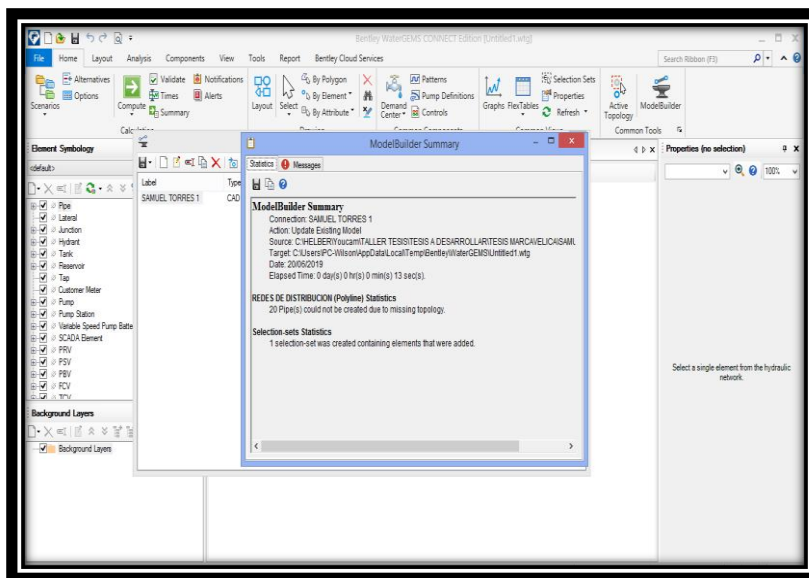 Bentley WaterGEMS CONNECT Edition [Untitled1.wtg]
File Home Layout Analysis Components View Tools Report Bentley Cloud Services
Search Ribbon (F3)
Scenarios
Alternatives
Options
Compute
Validate
Times
Summary
Notifications
Alerts
Layout
Select
By Polygon
By Element
By Attribute
Demand Center
Patterns
Pump Definitions
Controls
Graphs
FlexTables
Selection Sets
Properties
Refresh
Active Topology
ModelBuilder
Common Tools
Element Symbology
<default>
Pipe
Lateral
Junction
Hydrant
Tank
Reservoir
Tap
Customer Meter
Pump
Pump Station
Variable Speed Pump Batte
SCADA Element
PRV
PSV
PBV
FCV
TCV
Background Layers
Background Layers
Label Type
SAMUEL TORRES 1 CAD
ModelBuilder Summary
Statistics Messages
ModelBuilder Summary
Connection: SAMUEL TORRES 1
Action: Update Existing Model
Source: C:\HELBER\Youcam\TALLER TESIS\TESIS A DESARROLLAR\TESIS MARCAVELICA\SAMU
Target: C:\Users\PC-Wilson\AppData\Local\Temp\Bentley\WaterGEMS\Untitled1.wtg
Date: 20/06/2019
Elapsed Time: 0 day(s) 0 hr(s) 0 min(s) 13 sec(s).
REDES DE DISTRIBUCION (Polyline) Statistics
20 Pipe(s) could not be created due to missing topology.
Selection-sets Statistics
1 selection-set was created containing elements that were added.
Properties (no selection)
100%
Select a single element from the hydraulic
network.